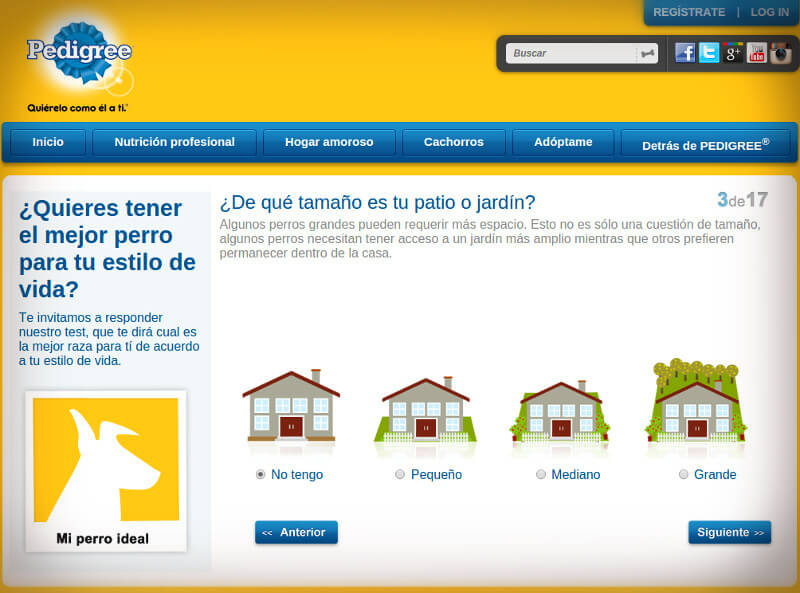 REGÍSTRATE | LOG IN
Pedigree
Quiérelo como él a ti.
Buscar
f
t
g+
You Tube
Inicio
Nutrición profesional
Hogar amoroso
Cachorros
Adóptame
Detrás de PEDIGREE®
¿Quieres tener
el mejor perro
para tu estilo de
vida?
Te invitamos a responder
nuestro test, que te dirá cual es
la mejor raza para tí de acuerdo
a tu estilo de vida.
Mi perro ideal
¿De qué tamaño es tu patio o jardín?
3de17
Algunos perros grandes pueden requerir más espacio. Esto no es sólo una cuestión de tamaño,
algunos perros necesitan tener acceso a un jardín más amplio mientras que otros prefieren
permanecer dentro de la casa.
No tengo
Pequeño
Mediano
Grande
<< Anterior
Siguiente >>